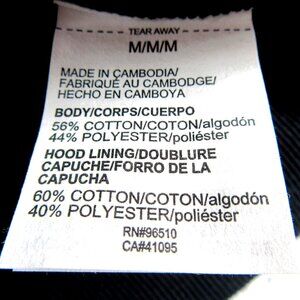 TEAR AWAY
M/M/M
MADE IN CAMBODIA/
FABRIQUÉ AU CAMBODGE/
HECHO EN CAMBOYA
BODY/CORPS/CUERPO
56% COTTON/COTON/algodón
44% POLYESTER/poliéster
HOOD LINING/DOUBLURE
CAPUCHE/FORRO DE LA
CAPUCHA
60% COTTON/COTON/algodón
40% POLYESTER/poliéster
RN#96510
CA#41095